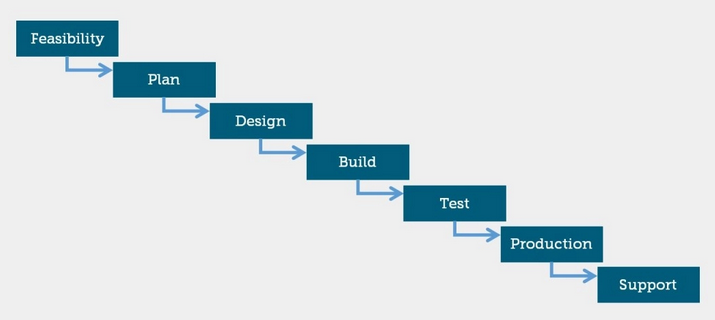 Feasibility
Plan
Design
Build
Test
Production
Support